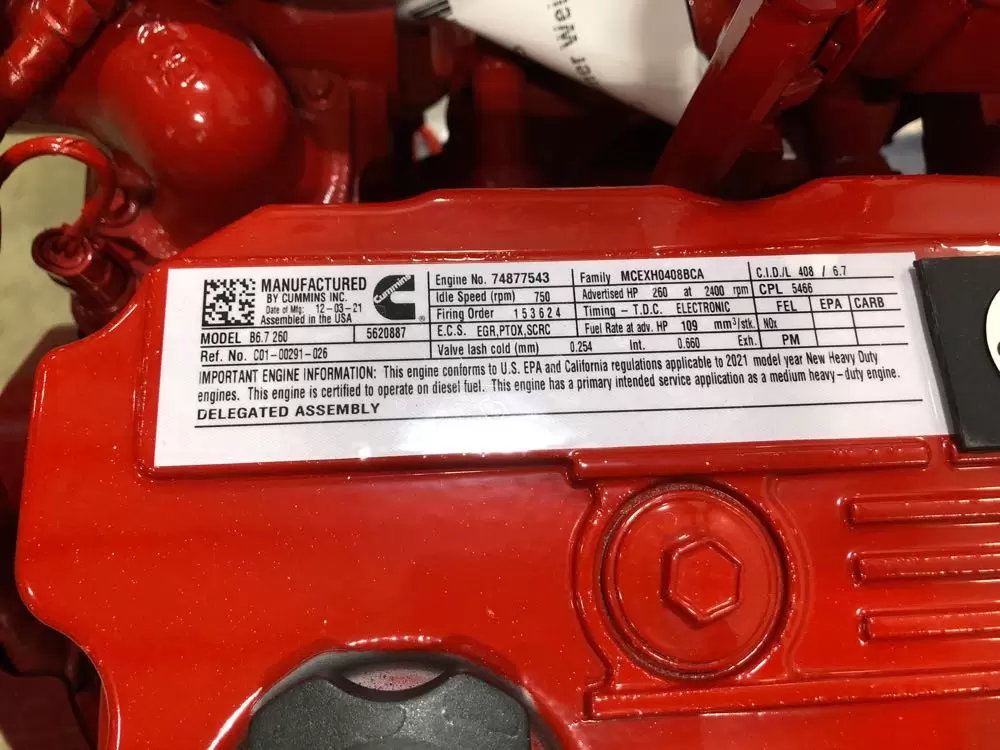 MANUFACTURED
BY CUMMINS INC.
Date of Mfg: 12-03-21
Assembled in the USA
Cummins
MODEL B6.7 260 5620887
Ref. No. C01-00291-026
Engine No. 74877543
Idle Speed (rpm) 750
Firing Order 1 5 3 6 2 4
E.C.S. EGR,PTOX,SCRC
Valve lash cold (mm) 0.254 Int. 0.660 Exh.
Family MCEXH0408BCA
Advertised HP 260 at 2400 rpm
Timing - T.D.C. ELECTRONIC
Fuel Rate at adv. HP 109 mm³/stk.
C.I.D./L 408 / 6.7
CPL 5466
FEL EPA CARB
NOx
PM
IMPORTANT ENGINE INFORMATION: This engine conforms to U.S. EPA and California regulations applicable to 2021 model year New Heavy Duty
engines. This engine is certified to operate on diesel fuel. This engine has a primary intended service application as a medium heavy-duty engine.
DELEGATED ASSEMBLY